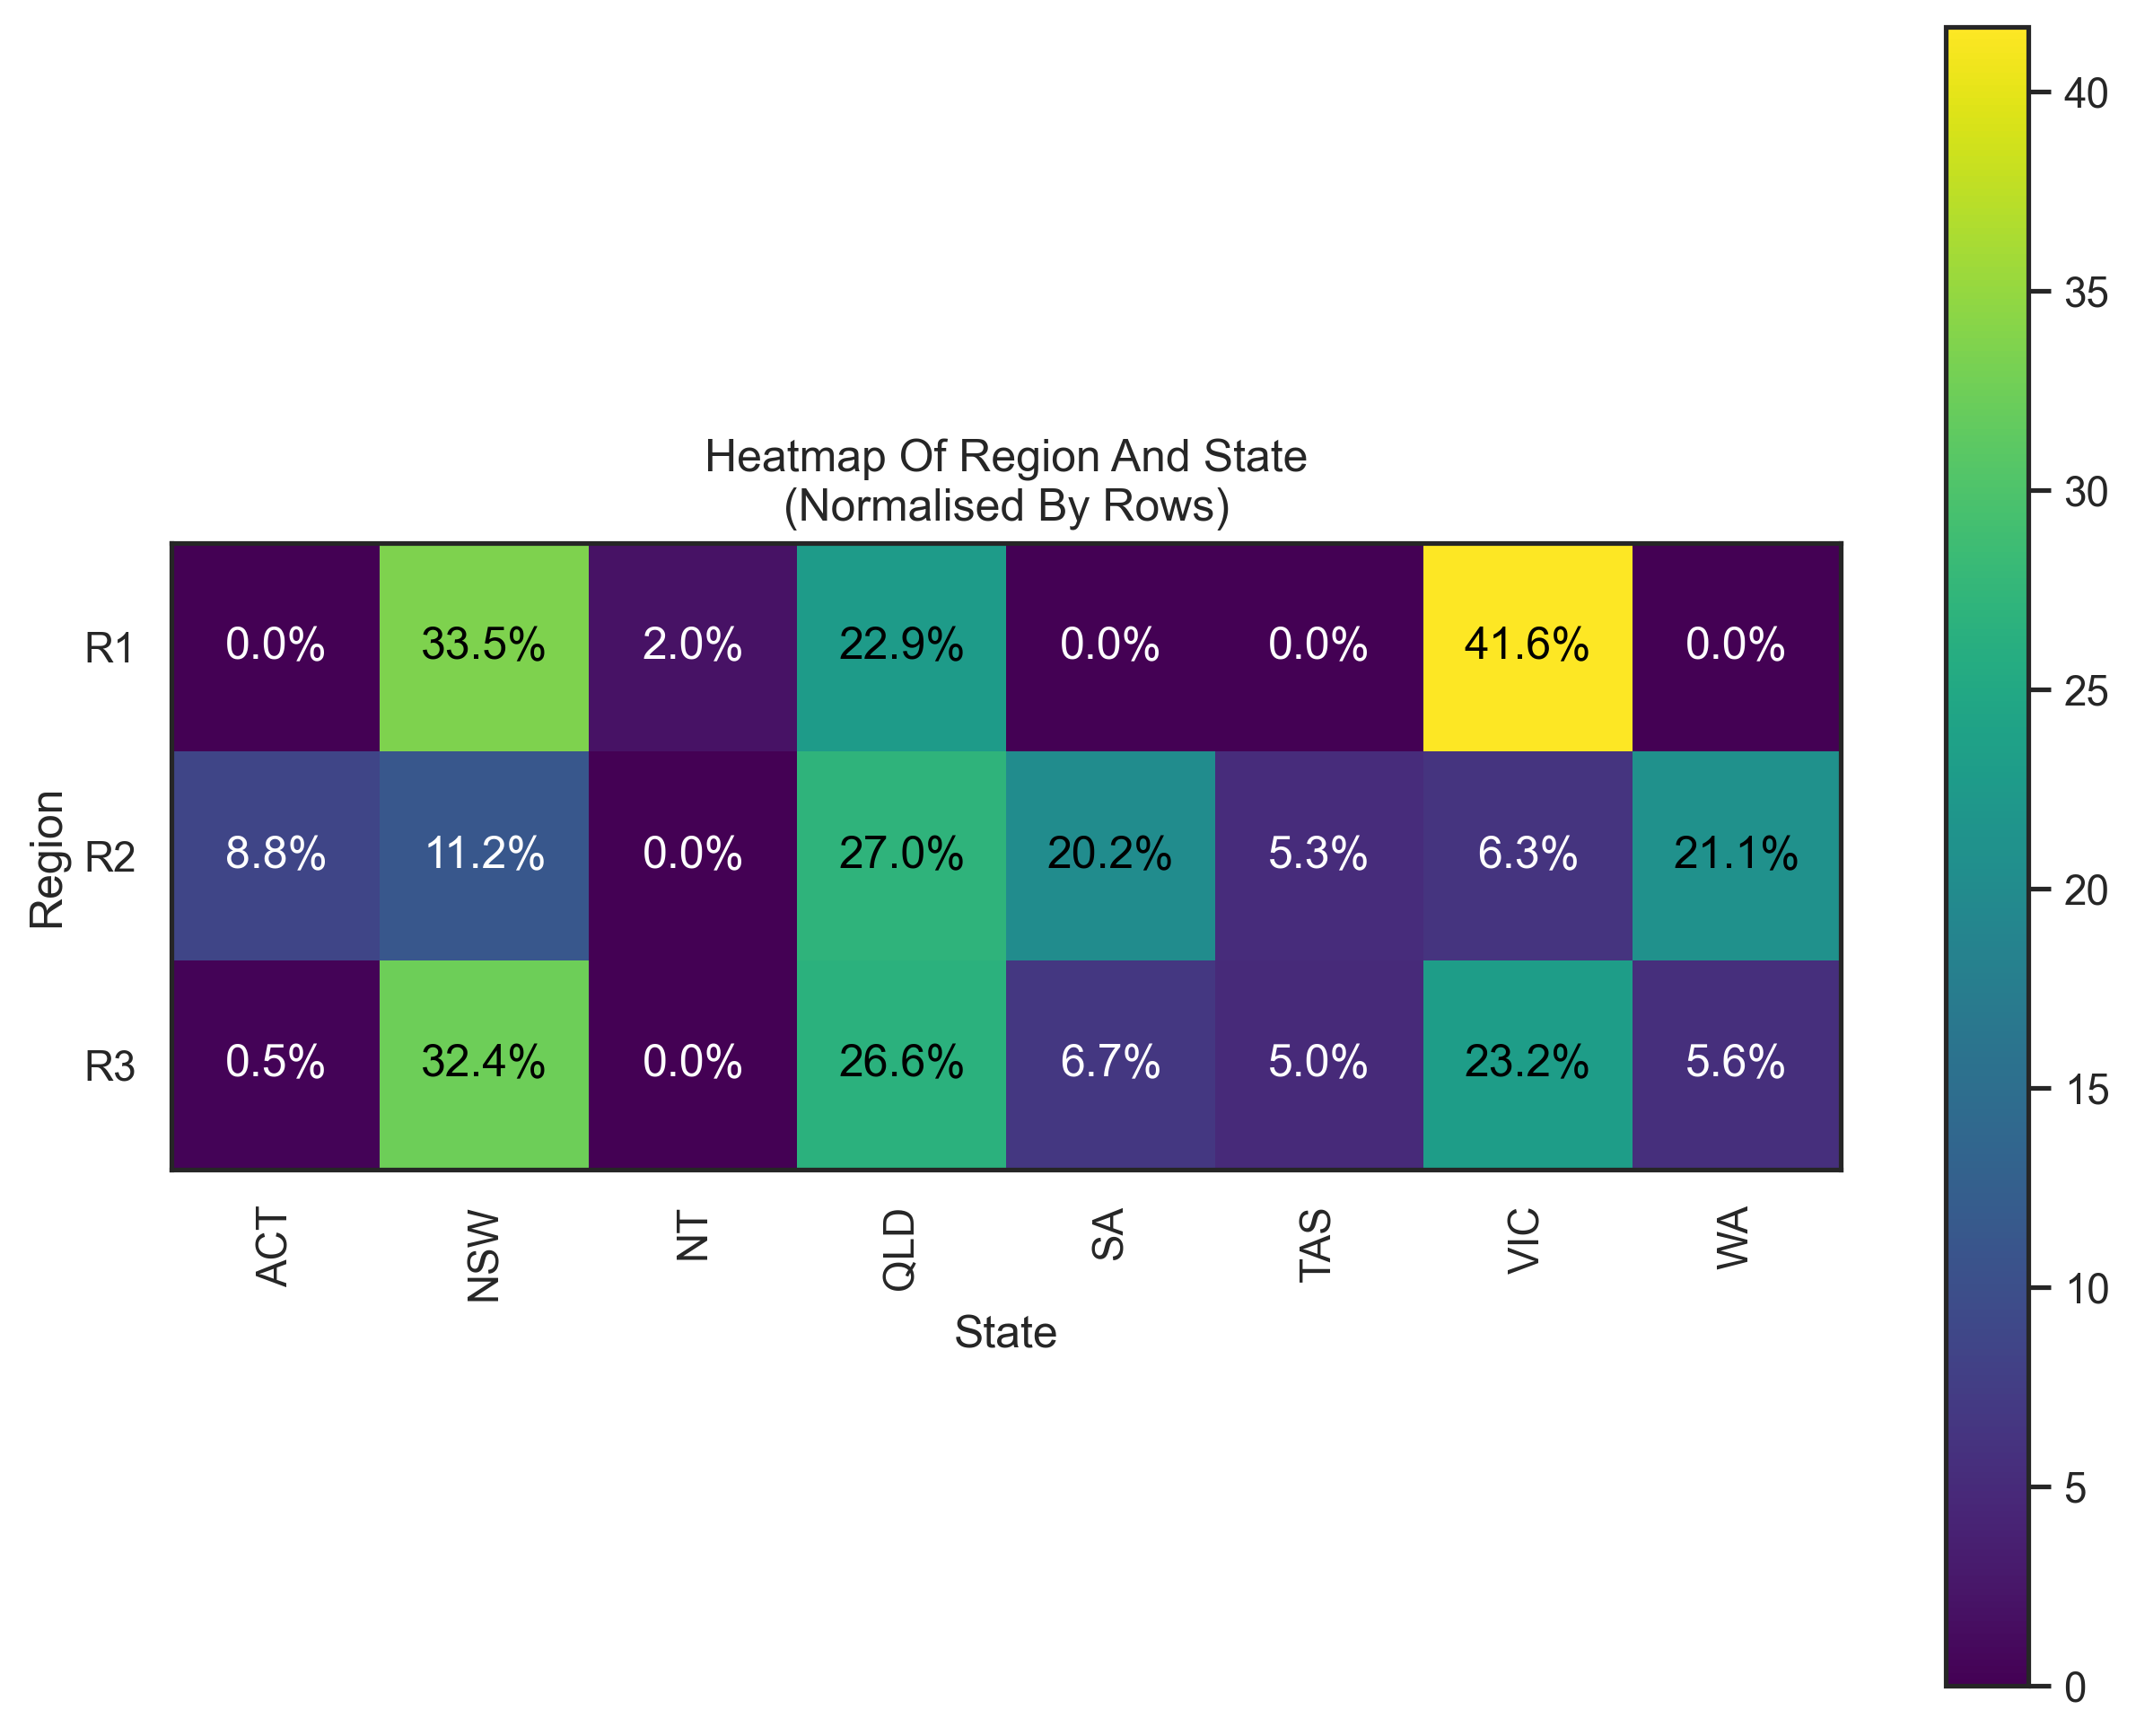 Heatmap Of Region And State
(Normalised By Rows)
Region
R1
0.0% 33.5% 2.0% 22.9% 0.0% 0.0% 41.6% 0.0%
R2
8.8% 11.2% 0.0% 27.0% 20.2% 5.3% 6.3% 21.1%
R3
0.5% 32.4% 0.0% 26.6% 6.7% 5.0% 23.2% 5.6%
ACT NSW NT QLD SA TAS VIC WA
State
40
35
30
25
20
15
10
5
0